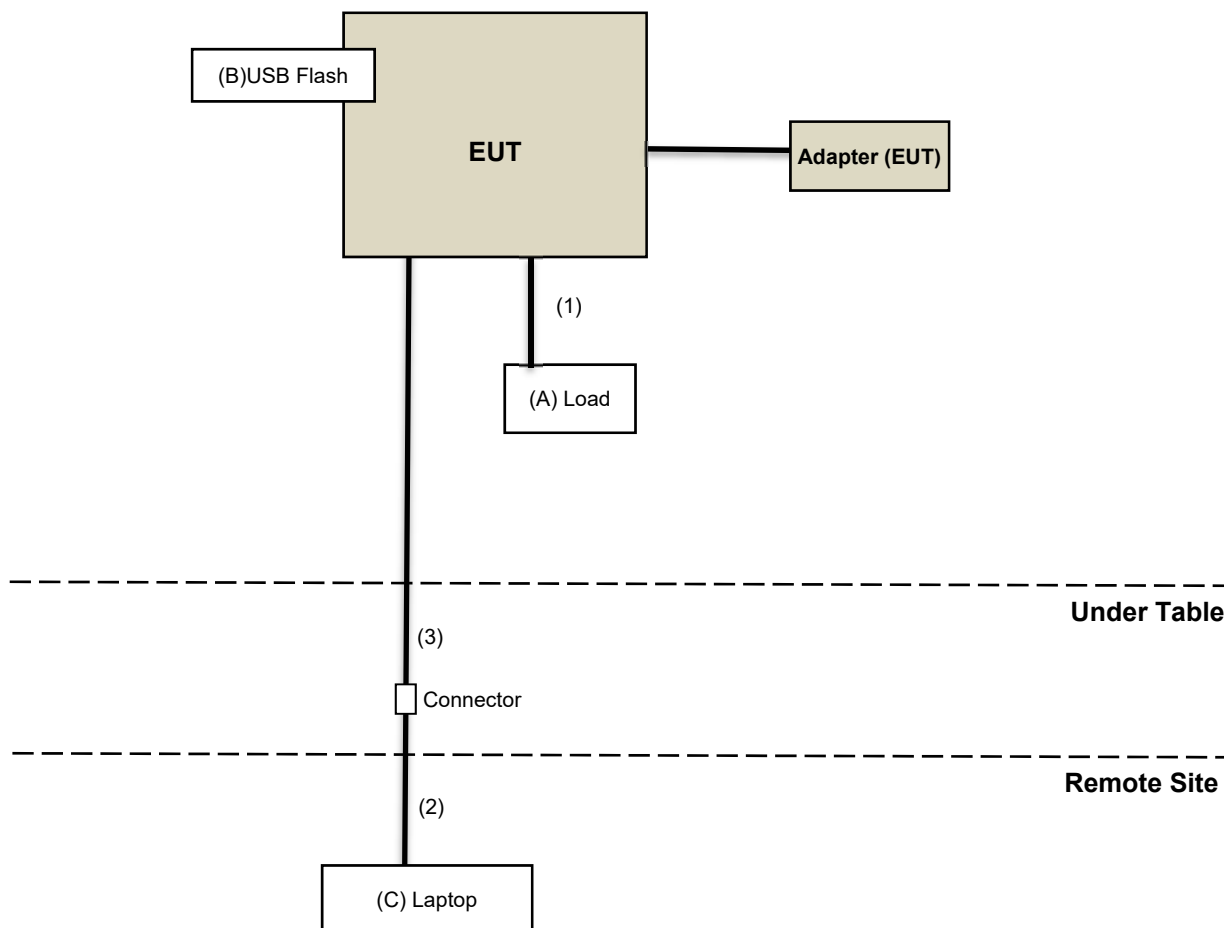 (B)USB Flash
EUT
Adapter (EUT)
(1)
(A) Load
Under Table
(3)
Connector
Remote Site
(2)
(C) Laptop